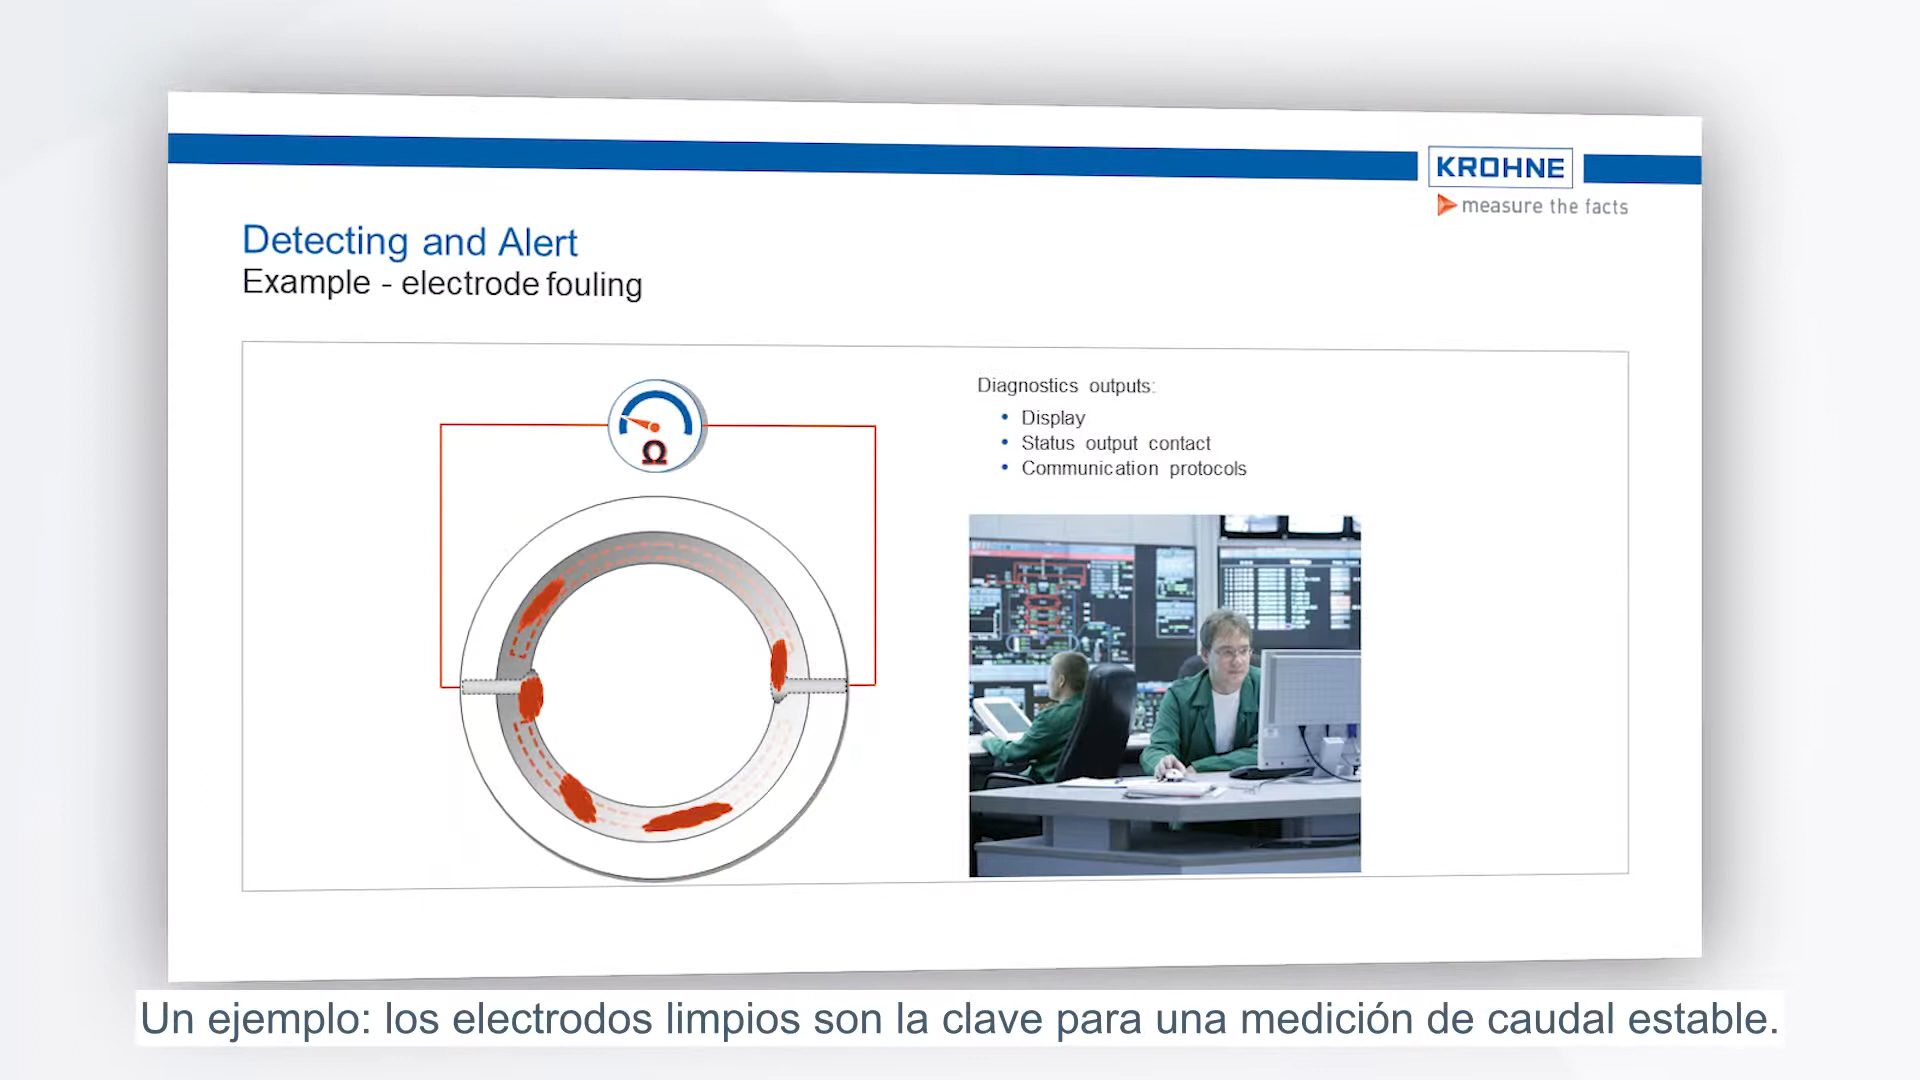 KROHNE
measure the facts
Detecting and Alert
Example - electrode fouling
Ω
Diagnostics outputs:
• Display
• Status output contact
• Communication protocols
Un ejemplo: los electrodos limpios son la clave para una medición de caudal estable.